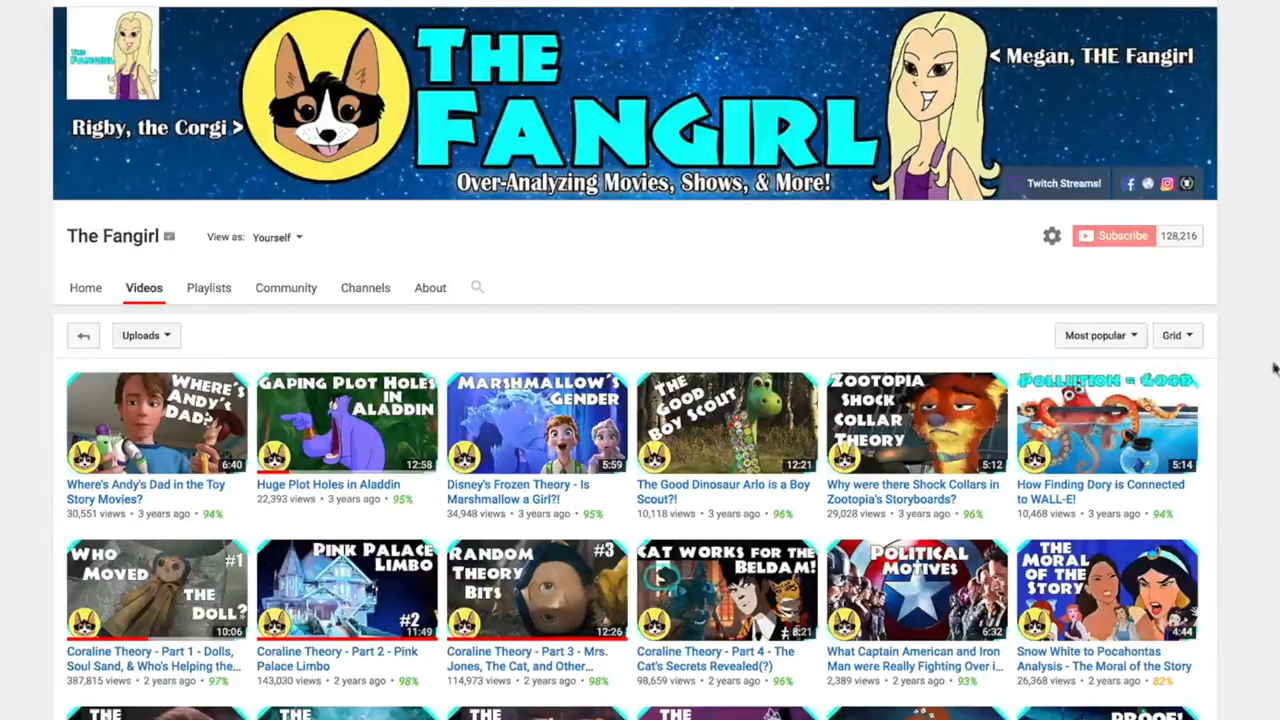 THE
FANGIRL
Over-Analyzing Movies, Shows, & More!
THE
FANGIRL
Rigby, the Corgi >
< Megan, THE Fangirl
Twitch Streams!
The Fangirl
View as: Yourself
Subscribe 128,216
Home Videos Playlists Community Channels About
Uploads
Most popular Grid
WHERE'S ANDY'S DAD?
6:40
Where's Andy's Dad in the Toy
Story Movies?
30,551 views • 3 years ago • 94%
GAPING PLOT HOLES
IN
ALADDIN
12:58
Huge Plot Holes in Aladdin
22,393 views • 3 years ago • 95%
MARSHMALLOW'S
GENDER
5:59
Disney's Frozen Theory - Is
Marshmallow a Girl?!
34,948 views • 3 years ago • 95%
THE
GOOD
BOY SCOUT
12:21
The Good Dinosaur Arlo is a Boy
Scout?!
10,118 views • 3 years ago • 96%
ZOOTOPIA
SHOCK
COLLAR
THEORY
5:12
Why were there Shock Collars in
Zootopia's Storyboards?
29,028 views • 3 years ago • 96%
POLLUTION = GOOD
5:14
How Finding Dory is Connected
to WALL-E!
10,468 views • 3 years ago • 94%
WHO
MOVED
THE
DOLL?
#1
10:06
Coraline Theory - Part 1 - Dolls,
Soul Sand, & Who's Helping the...
387,815 views • 2 years ago • 97%
PINK PALACE
LIMBO
#2
11:49
Coraline Theory - Part 2 - Pink
Palace Limbo
143,030 views • 2 years ago • 98%
RANDOM
THEORY
BITS
#3
12:26
Coraline Theory - Part 3 - Mrs.
Jones, The Cat, and Other...
114,973 views • 2 years ago • 98%
CAT WORKS FOR THE
BELDAM!
8:21
Coraline Theory - Part 4 - The
Cat's Secrets Revealed(?)
98,659 views • 2 years ago • 96%
POLITICAL
MOTIVES
6:32
What Captain American and Iron
Man were Really Fighting Over i...
2,389 views • 2 years ago • 93%
THE
MORAL
OF THE
STORY
4:44
Snow White to Pocahontas
Analysis - The Moral of the Story
26,368 views • 2 years ago • 82%
THE
THE
THE
THE
PROOF!